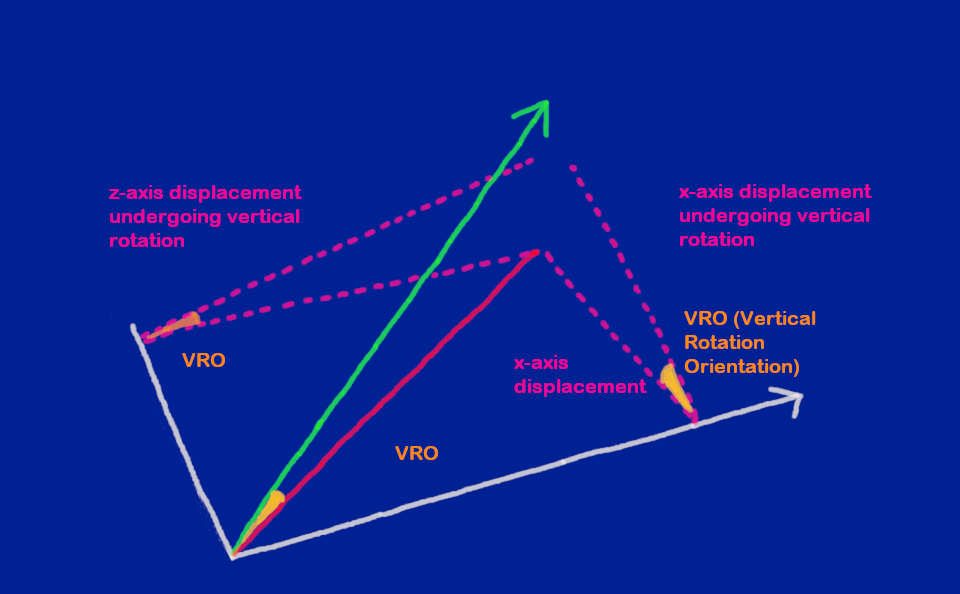 z-axis displacement
undergoing vertical
rotation
x-axis displacement
undergoing vertical
rotation
VRO (Vertical
Rotation
Orientation)
VRO
x-axis
displacement
VRO